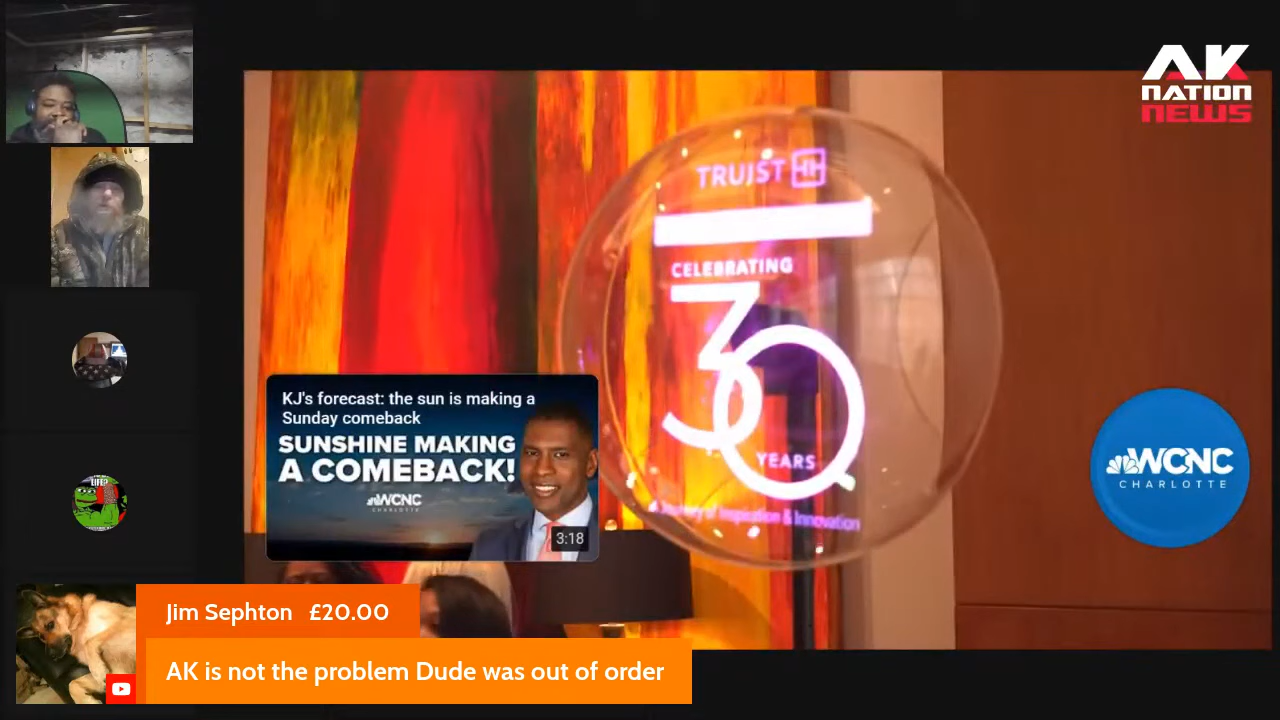 AK
NATION
NEWS
TRUIST
CELEBRATING
30
YEARS
Inspiration & Innovation
KJ's forecast: the sun is making a
Sunday comeback
SUNSHINE MAKING
A COMEBACK!
WCNC
CHARLOTTE
3:18
WCNC
CHARLOTTE
LIFE?
Jim Sephton £20.00
AK is not the problem Dude was out of order